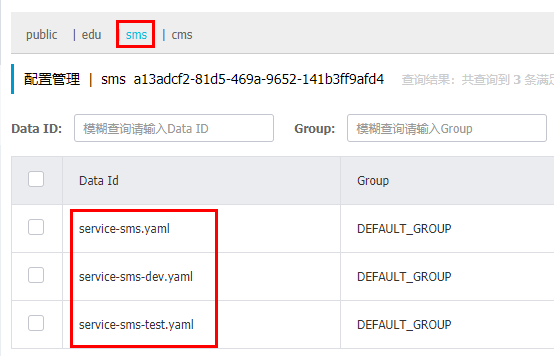 public | edu | sms | cms
配置管理 | sms a13adcf2-81d5-469a-9652-141b3ff9afd4 查询结果：共查询到 3 条满足
Data ID: 模糊查询请输入Data ID Group: 模糊查询请输入Group
Data Id Group
service-sms.yaml DEFAULT_GROUP
service-sms-dev.yaml DEFAULT_GROUP
service-sms-test.yaml DEFAULT_GROUP